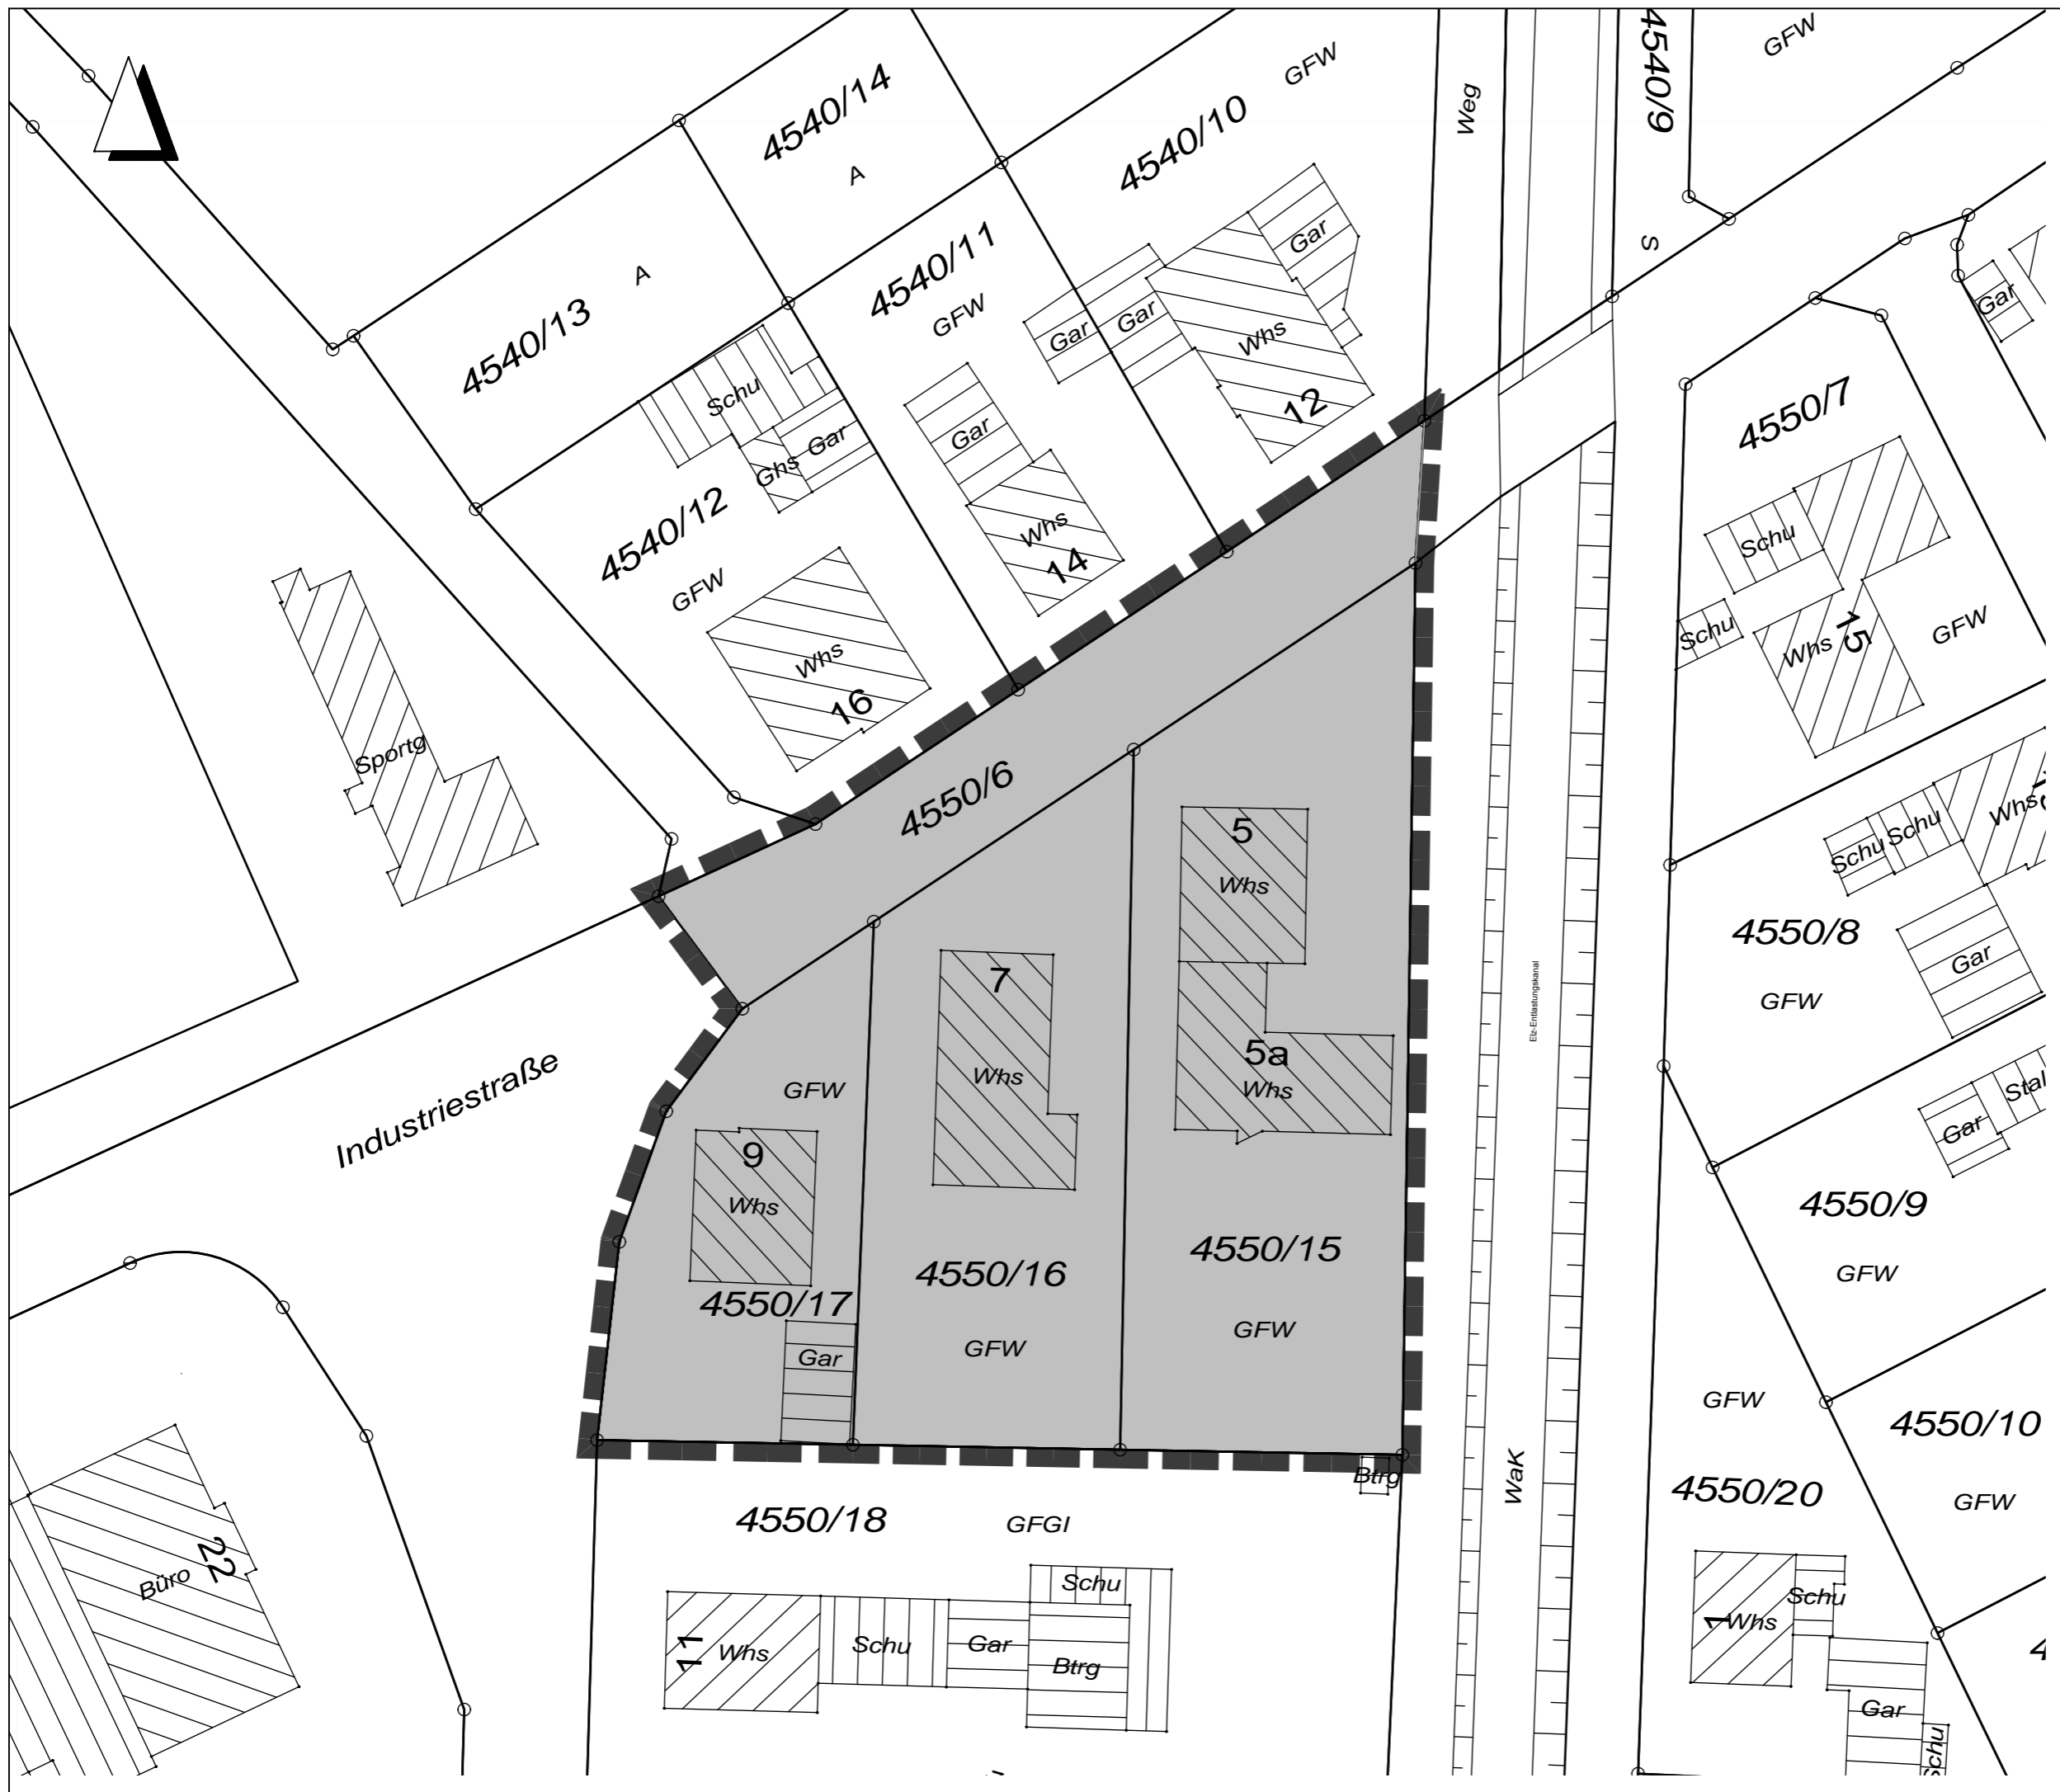 GFW
4540/9
4540/14
A
Weg
4540/10
GFW
4540/11
GFW
A
4540/13
Gar
Gar
Gar
Whs
12
S
Gar
4550/7
Schu
Gar
Ghs
4540/12
GFW
Gar
Whs
14
Whs
16
Sportg
Schu
Schu
Whs
15
GFW
4550/6
5
Whs
Schu
Schu
Whs
4550/8
GFW
Gar
7
Whs
5a
Whs
Elz-Entlastungskanal
Industriestraße
GFW
9
Whs
Gar
4550/9
GFW
4550/15
GFW
4550/16
GFW
4550/17
Gar
GFW
4550/10
GFW
4550/20
WaK
Btrg
4550/18
GFGI
22
Büro
11
Whs
Schu
Gar
Schu
Btrg
1
Whs
Schu
Gar
Schu